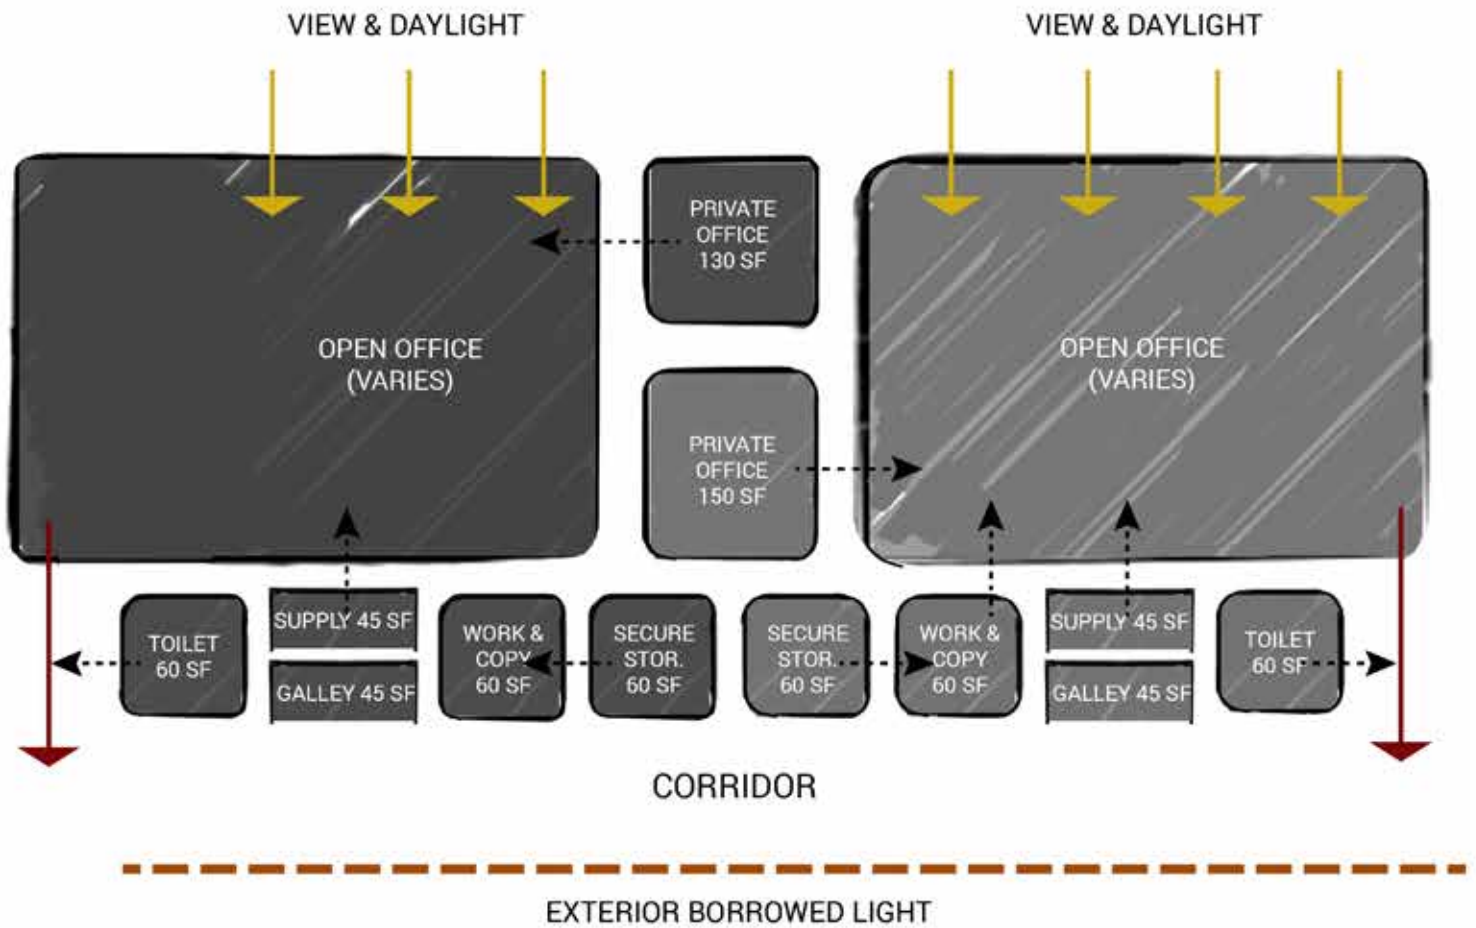 VIEW & DAYLIGHT
VIEW & DAYLIGHT
PRIVATE
OFFICE
130 SF
OPEN OFFICE
(VARIES)
OPEN OFFICE
(VARIES)
PRIVATE
OFFICE
150 SF
TOILET
60 SF
SUPPLY 45 SF
GALLEY 45 SF
WORK &
COPY
60 SF
SECURE
STOR.
60 SF
SECURE
STOR.
60 SF
WORK &
COPY
60 SF
SUPPLY 45 SF
GALLEY 45 SF
TOILET
60 SF
CORRIDOR
EXTERIOR BORROWED LIGHT